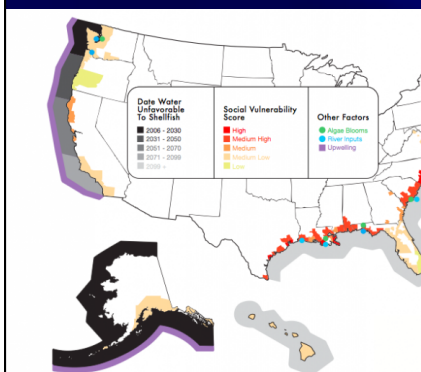 Date Water
Unfavorable
To Shellfish
2006 - 2030
2031 - 2050
2051 - 2070
2071 - 2099
2099 +
Social Vulnerability
Score
High
Medium High
Medium
Medium Low
Low
Other Factors
Algae Blooms
River Inputs
Upwelling